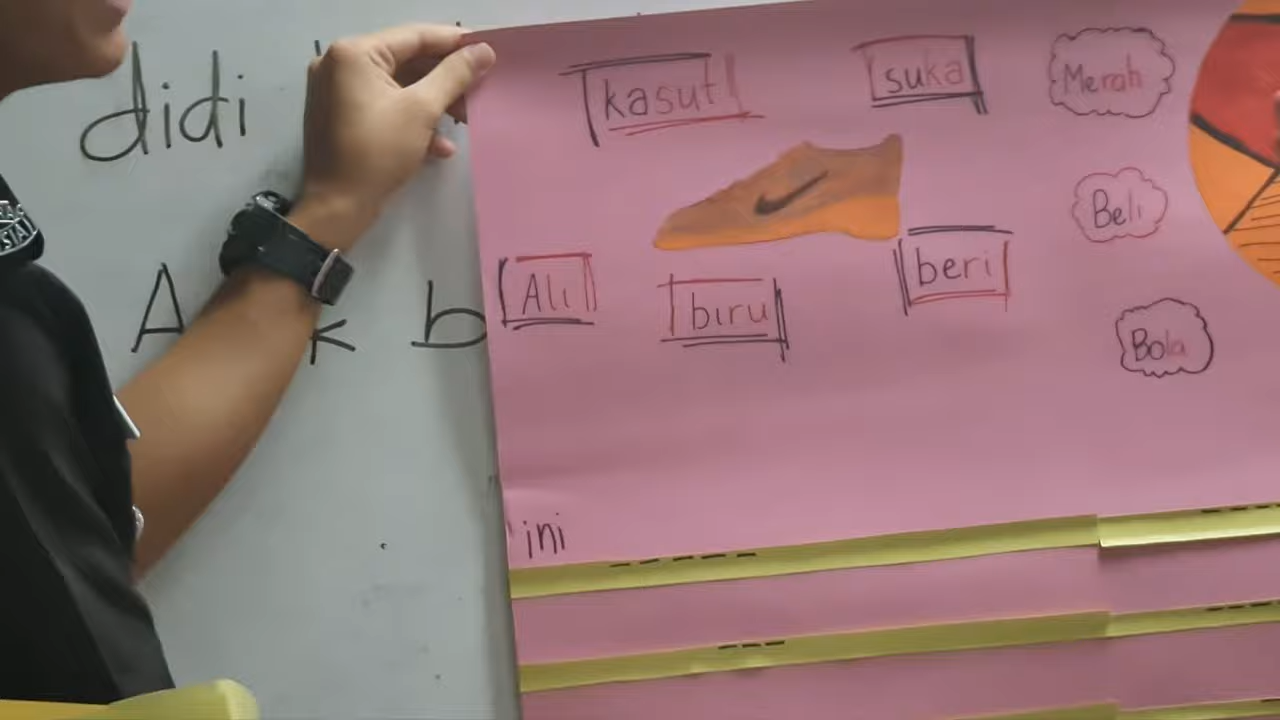 didi
A k b
kasut
suka
Merah
Beli
Ali
biru
beri
Bola
ini